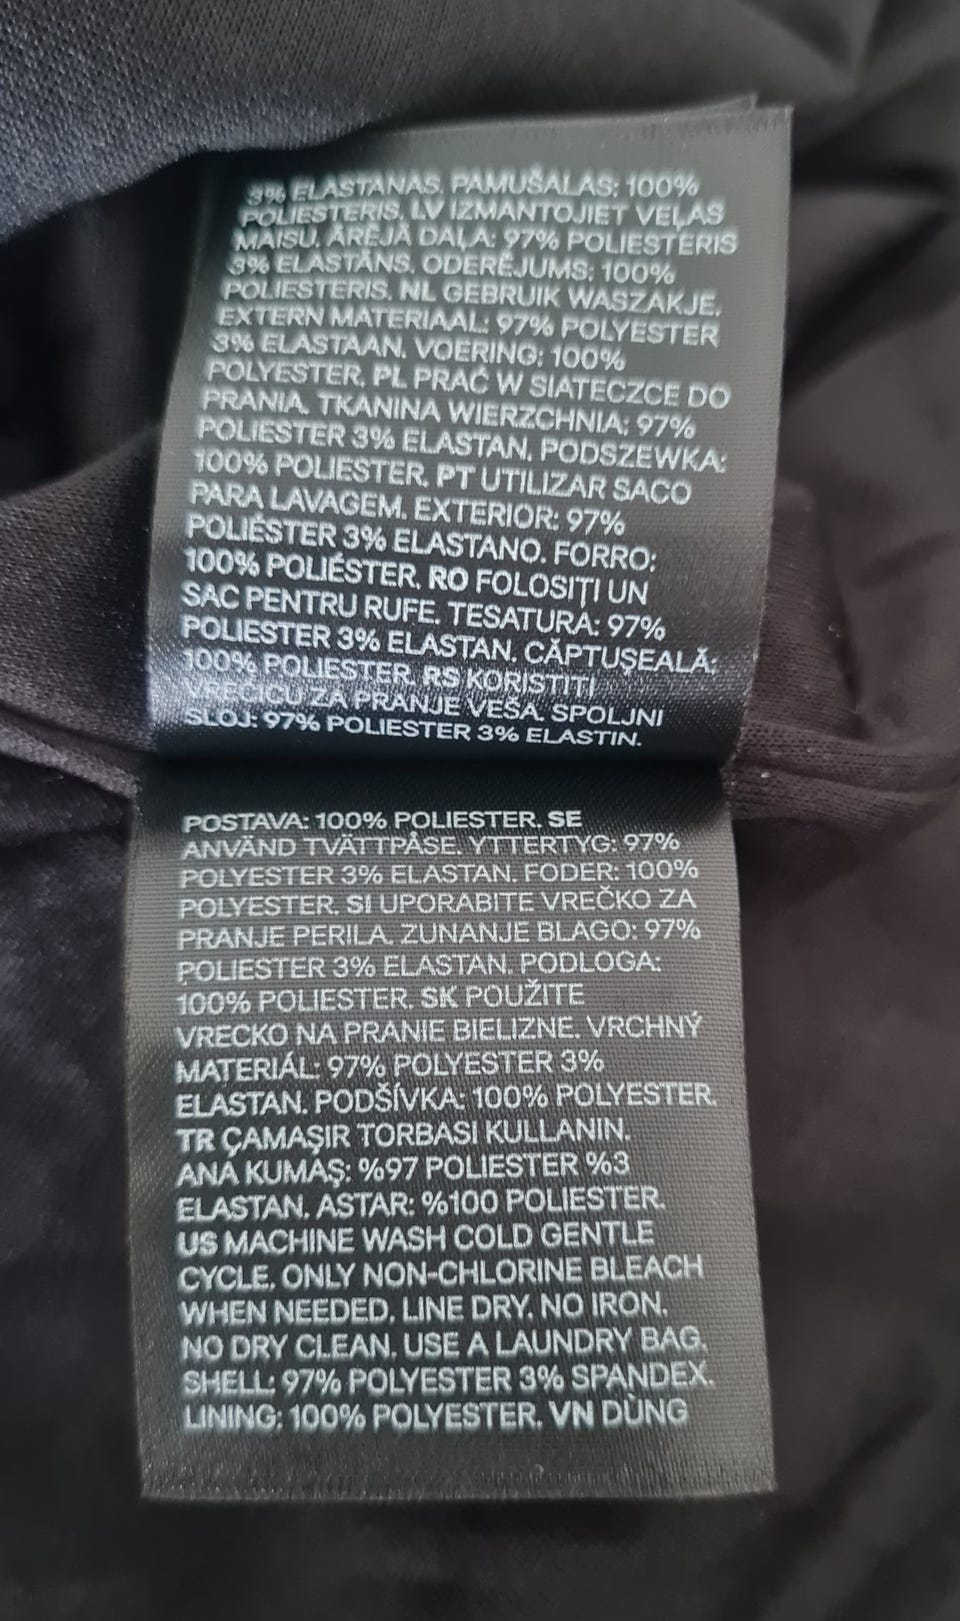 3% ELASTANAS. PAMUŠALAS: 100%
POLIESTERIS. LV IZMANTOJIET VEĻAS
MAISU. ĀRĒJĀ DAĻA: 97% POLIESTERIS
3% ELASTĀNS. ODERĒJUMS: 100%
POLIESTERIS. NL GEBRUIK WASZAKJE.
EXTERN MATERIAAL: 97% POLYESTER
3% ELASTAAN. VOERING: 100%
POLYESTER. PL PRAĆ W SIATECZCE DO
PRANIA. TKANINA WIERZCHNIA: 97%
POLIESTER 3% ELASTAN. PODSZEWKA:
100% POLIESTER. PT UTILIZAR SACO
PARA LAVAGEM. EXTERIOR: 97%
POLIÉSTER 3% ELASTANO. FORRO:
100% POLIÉSTER. RO FOLOSIȚI UN
SAC PENTRU RUFE. TESATURA: 97%
POLIESTER 3% ELASTAN. CĂPTUȘEALĂ:
100% POLIESTER. RS KORISTITI
VREĆICU ZA PRANJE VEŠA. SPOLJNI
SLOJ: 97% POLIESTER 3% ELASTIN.
POSTAVA: 100% POLIESTER. SE
ANVÄND TVÄTTPÅSE. YTTERTYG: 97%
POLYESTER 3% ELASTAN. FODER: 100%
POLYESTER. SI UPORABITE VREČKO ZA
PRANJE PERILA. ZUNANJE BLAGO: 97%
POLIESTER 3% ELASTAN. PODLOGA:
100% POLIESTER. SK POUŽITE
VRECKO NA PRANIE BIELIZNE. VRCHNÝ
MATERIÁL: 97% POLYESTER 3%
ELASTAN. PODŠÍVKA: 100% POLYESTER.
TR ÇAMAŞIR TORBASI KULLANIN.
ANA KUMAŞ: %97 POLIESTER %3
ELASTAN. ASTAR: %100 POLIESTER.
US MACHINE WASH COLD GENTLE
CYCLE. ONLY NON-CHLORINE BLEACH
WHEN NEEDED. LINE DRY. NO IRON.
NO DRY CLEAN. USE A LAUNDRY BAG.
SHELL: 97% POLYESTER 3% SPANDEX.
LINING: 100% POLYESTER. VN DÙNG